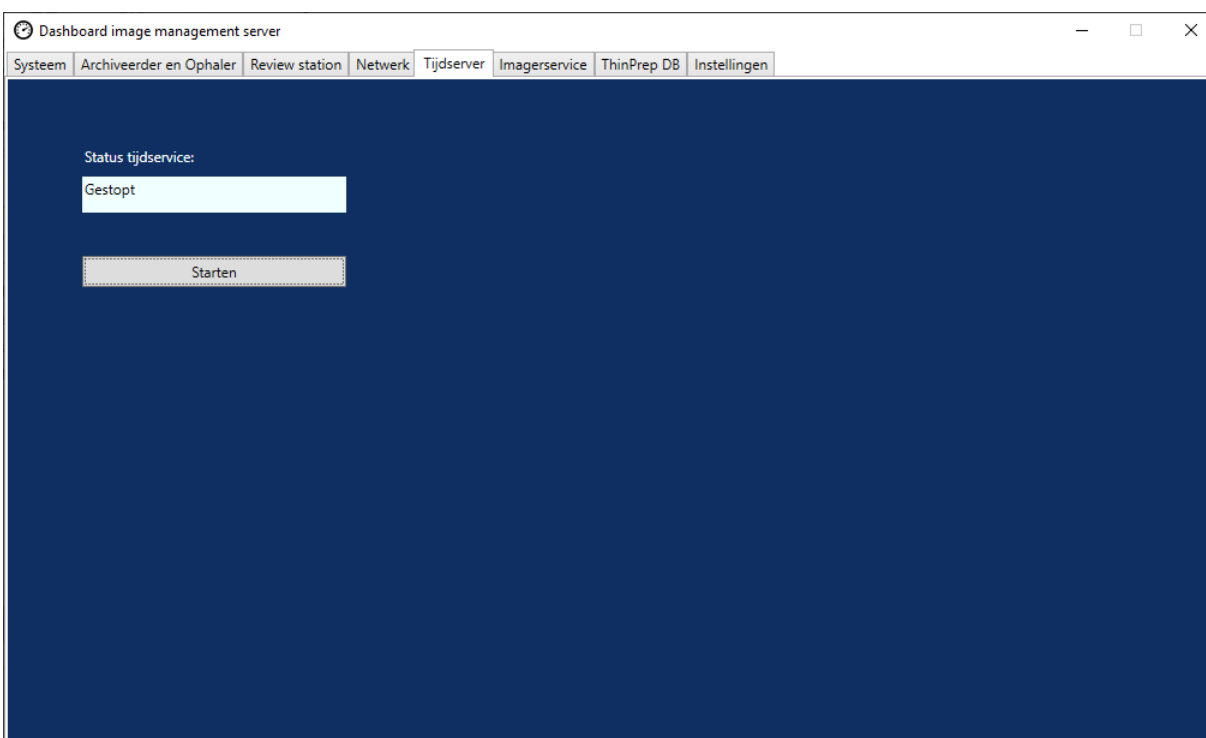 Dashboard image management server
Systeem Archiveerder en Ophaler Review station Netwerk Tijdserver Imagerservice ThinPrep DB Instellingen
Status tijdservice:
Gestopt
Starten